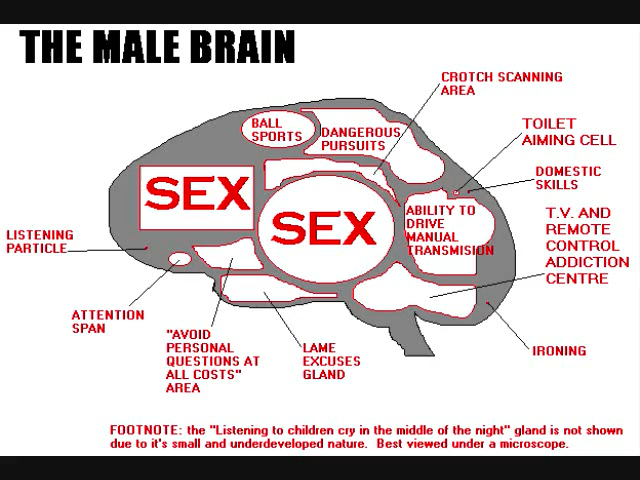 THE MALE BRAIN
CROTCH SCANNING
AREA
BALL
SPORTS
DANGEROUS
PURSUITS
TOILET
AIMING CELL
DOMESTIC
SKILLS
SEX
SEX
ABILITY TO
DRIVE
MANUAL
TRANSMISION
T.V. AND
REMOTE
CONTROL
ADDICTION
CENTRE
LISTENING
PARTICLE
ATTENTION
SPAN
"AVOID
PERSONAL
QUESTIONS AT
ALL COSTS"
AREA
LAME
EXCUSES
GLAND
IRONING
FOOTNOTE: the "Listening to children cry in the middle of the night" gland is not shown
due to it's small and underdeveloped nature. Best viewed under a microscope.